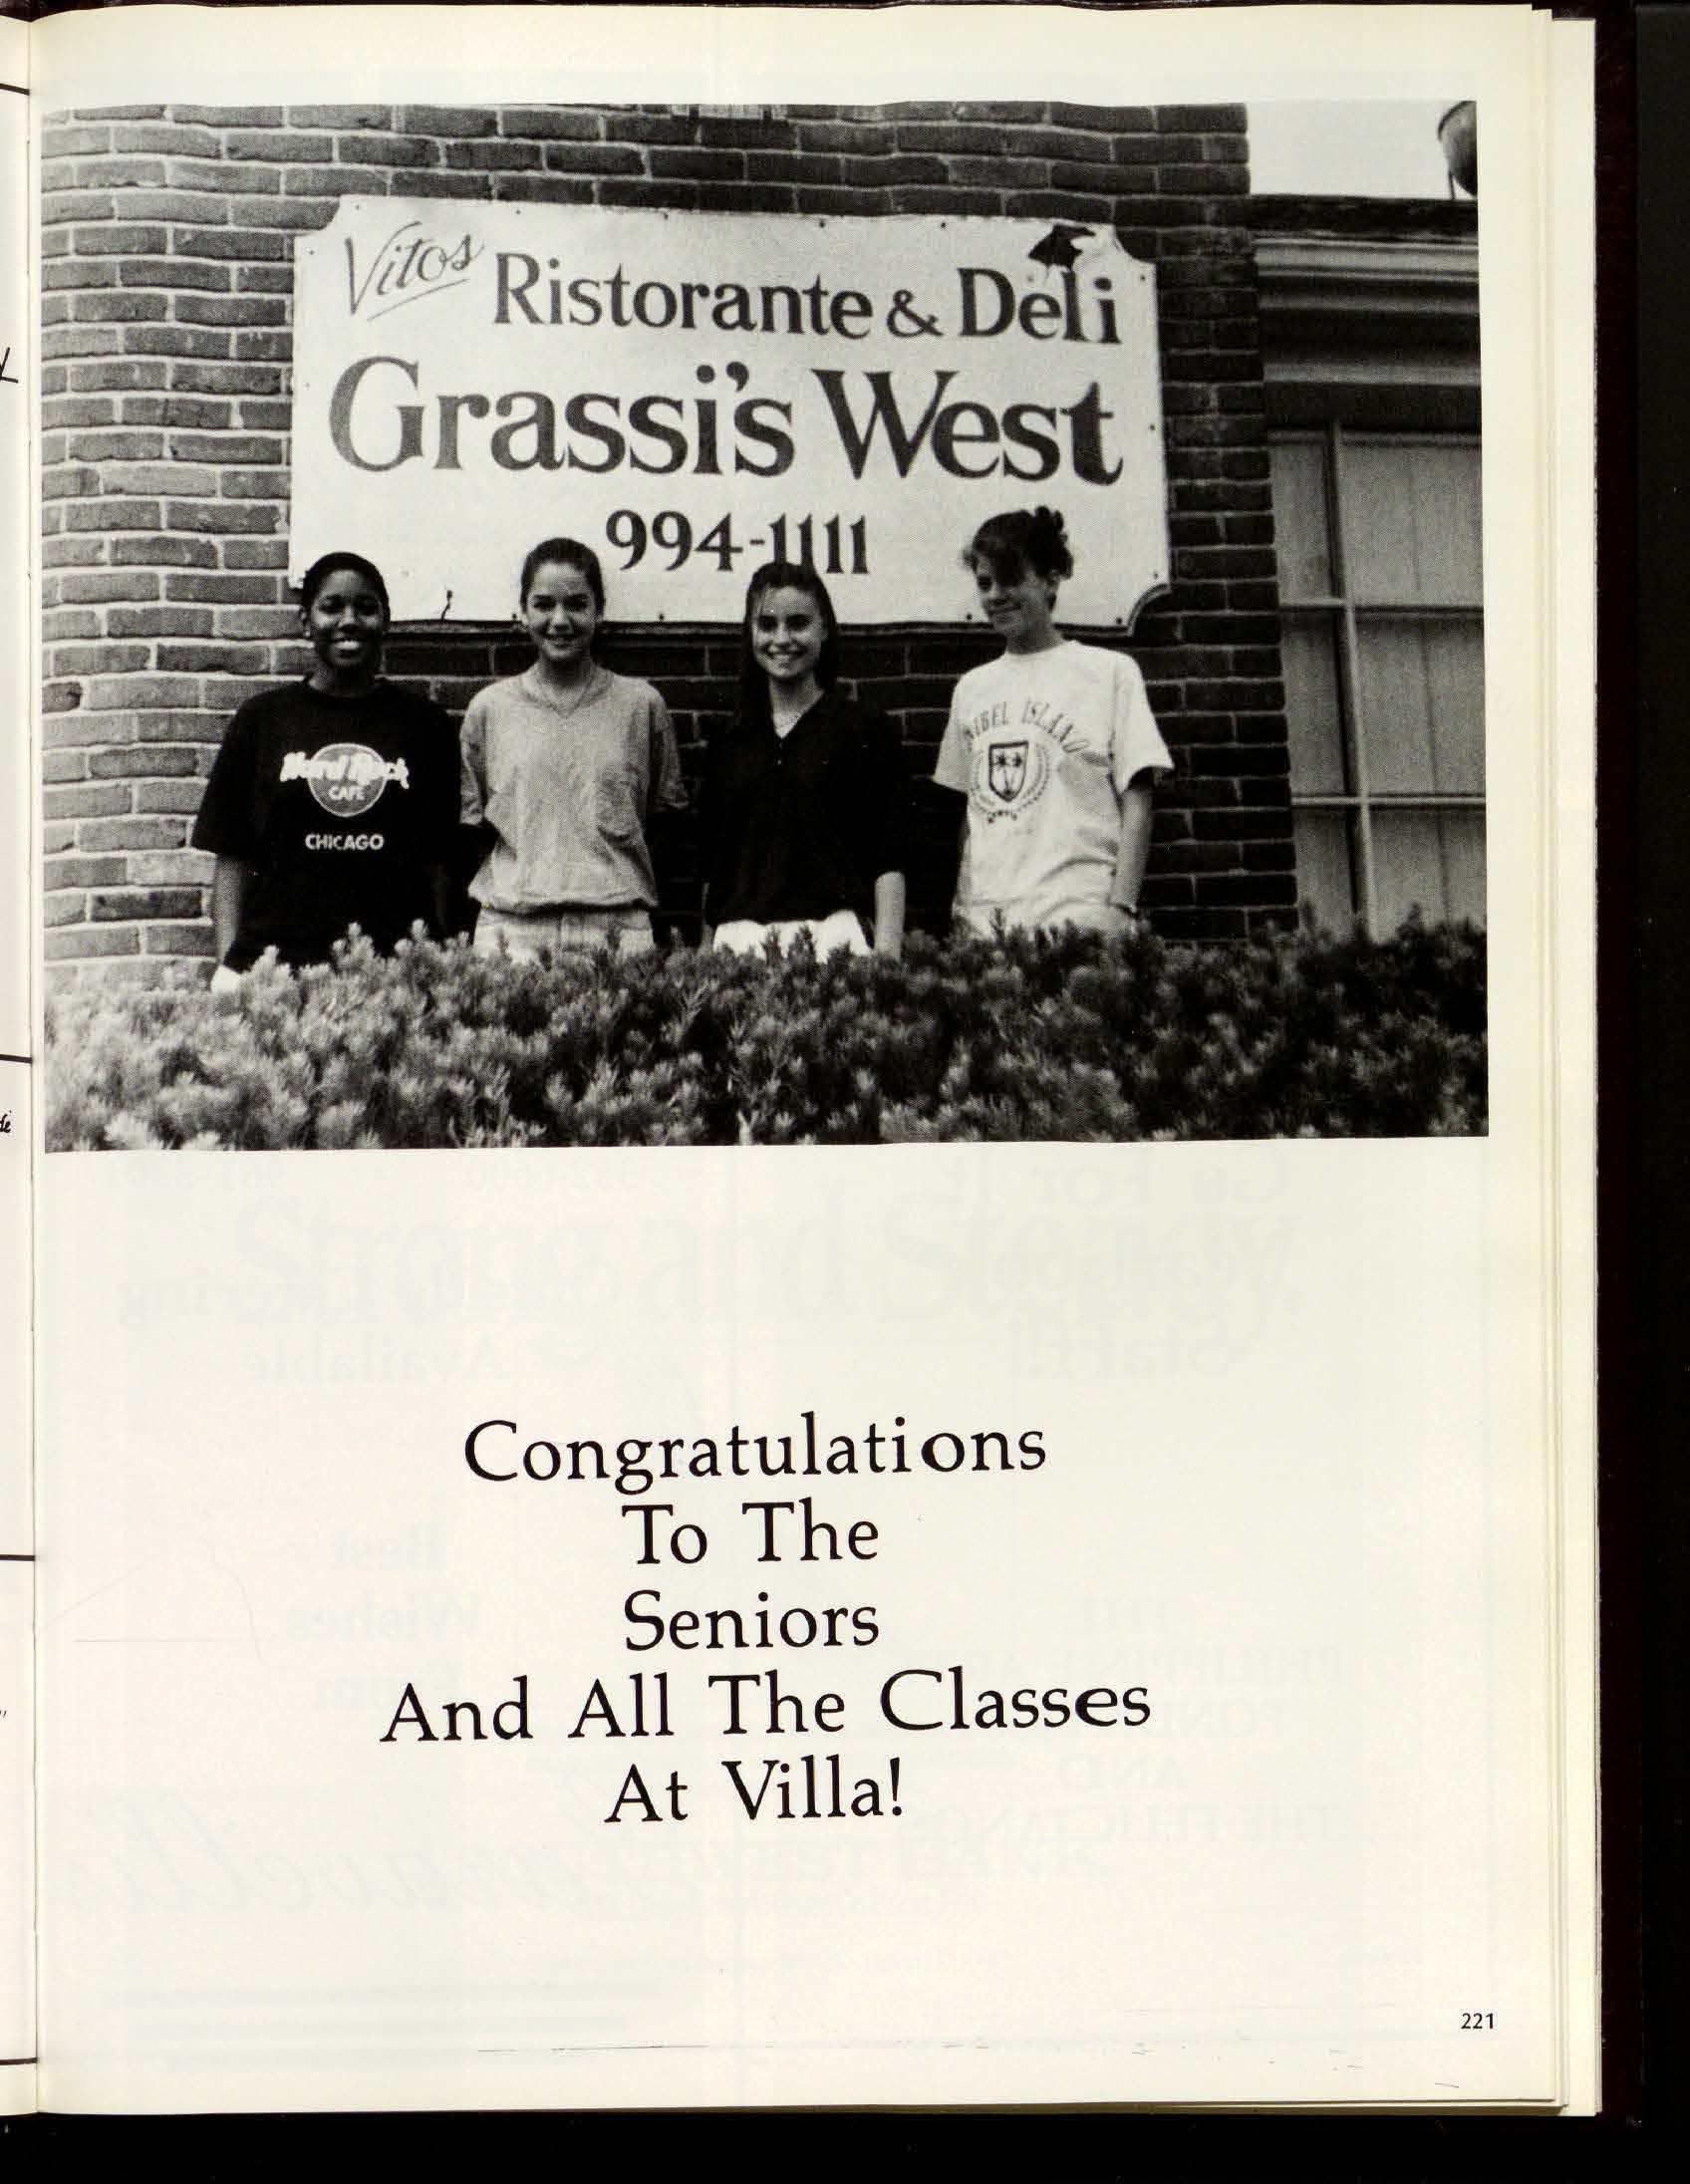 Vitos
Ristorante & Deli
Grassi's West
994-1111
Hard Rock
CAFE
CHICAGO
ISLAND
Congratulations
To The
Seniors
And All The Classes
At Villa!
221